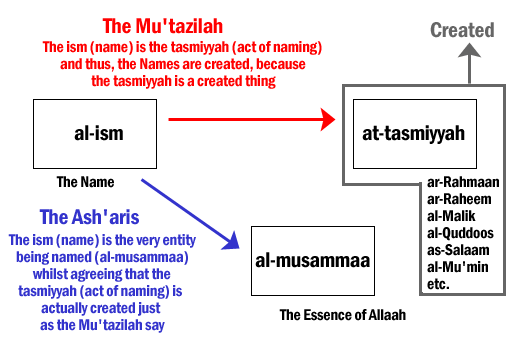 The Mu'tazilah
The ism (name) is the tasmiyyah (act of naming)
and thus, the Names are created, because
the tasmiyyah is a created thing
Created
al-ism
at-tasmiyyah
The Name
ar-Rahmaan
ar-Raheem
al-Malik
al-Quddoos
as-Salaam
al-Mu'min
etc.
The Ash'aris
The ism (name) is the very entity
being named (al-musammaa)
whilst agreeing that the
tasmiyyah (act of naming) is
actually created just
as the Mu'tazilah say
al-musammaa
The Essence of Allaah